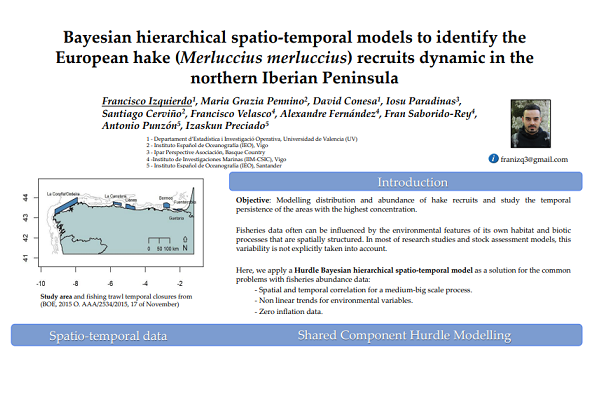 Bayesian hierarchical spatio-temporal models to identify the
European hake (Merluccius merluccius) recruits dynamic in the
northern Iberian Peninsula
Francisco Izquierdo¹, Maria Grazia Pennino², David Conesa¹, Iosu Paradinas³,
Santiago Cerviño², Francisco Velasco⁴, Alexandre Fernández⁴, Fran Saborido-Rey⁴,
Antonio Punzón⁵, Izaskun Preciado⁵
1 - Departament d'Estadística i Investigació Operativa, Universidad de Valencia (UV)
2 - Instituto Español de Oceanografía (IEO), Vigo
3 - Ipar Perspective Asociación, Basque Country
4 -Instituto de Investigaciones Marinas (IIM-CSIC), Vigo
5 - Instituto Español de Oceanografía (IEO), Santander
franizq3@gmail.com
La Coruña/Cedeira
La Carretera
Llanes
Bermeo
Fuenterrabía
Guetaria
44
43
42
41
0 50 100 km
N
-10 -8 -6 -4 -2
Study area and fishing trawl temporal closures from
(BOE, 2015 O. AAA/2534/2015, 17 of November)
Introduction
Objective: Modelling distribution and abundance of hake recruits and study the temporal
persistence of the areas with the highest concentration.
Fisheries data often can be influenced by the environmental features of its own habitat and biotic
processes that are spatially structured. In most of research studies and stock assessment models, this
variability is not explicitly taken into account.
Here, we apply a Hurdle Bayesian hierarchical spatio-temporal model as a solution for the common
problems with fisheries abundance data:
- Spatial and temporal correlation for a medium-big scale process.
- Non linear trends for environmental variables.
- Zero inflation data.
Spatio-temporal data
Shared Component Hurdle Modelling